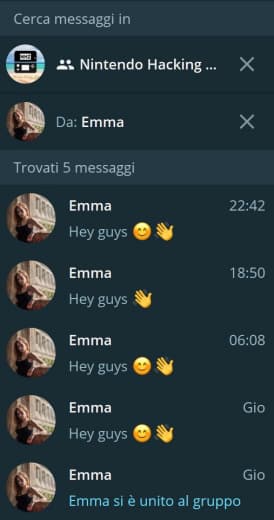 Cerca messaggi in
Nintendo Hacking ...
Da: Emma
Trovati 5 messaggi
Emma 22:42
Hey guys 😊👋
Emma 18:50
Hey guys 👋
Emma 06:08
Hey guys 😊👋
Emma Gio
Hey guys 😊👋
Emma Gio
Emma si è unito al gruppo